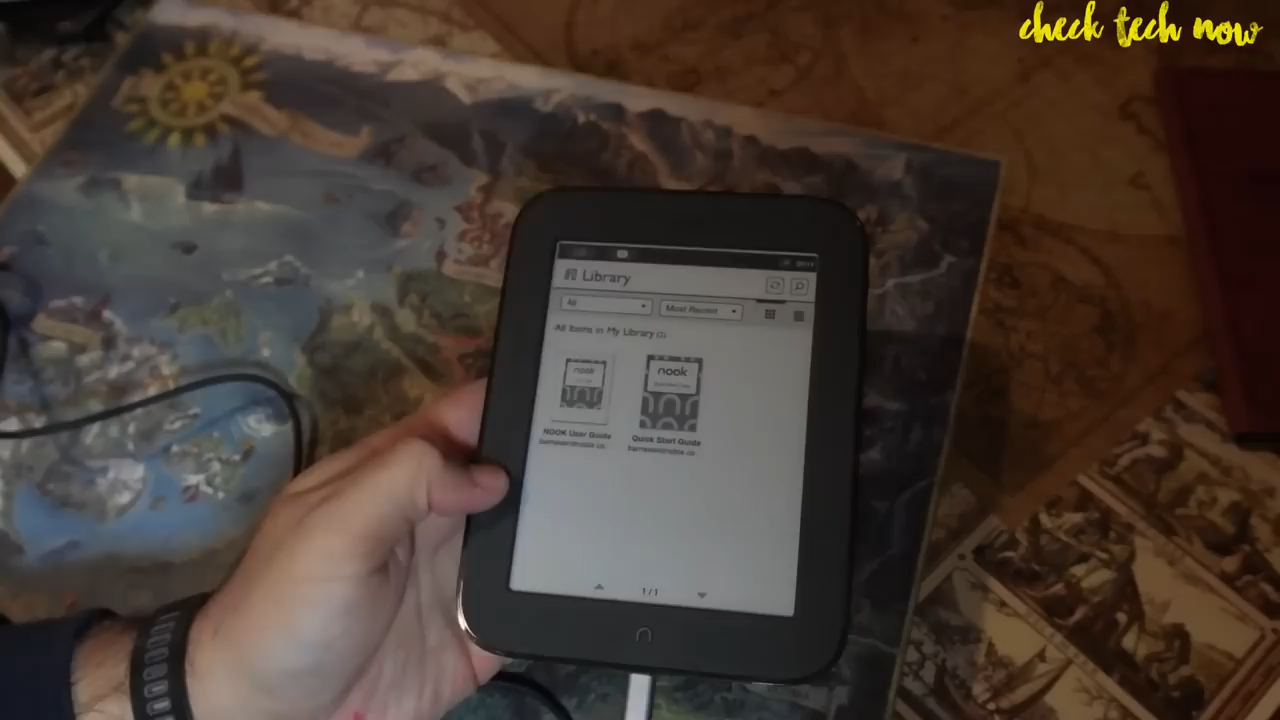 check tech now
Library
All
Most Recent
All Items in My Library (2)
nook
nook
NOOK User Guide
Quick Start Guide
1 / 1